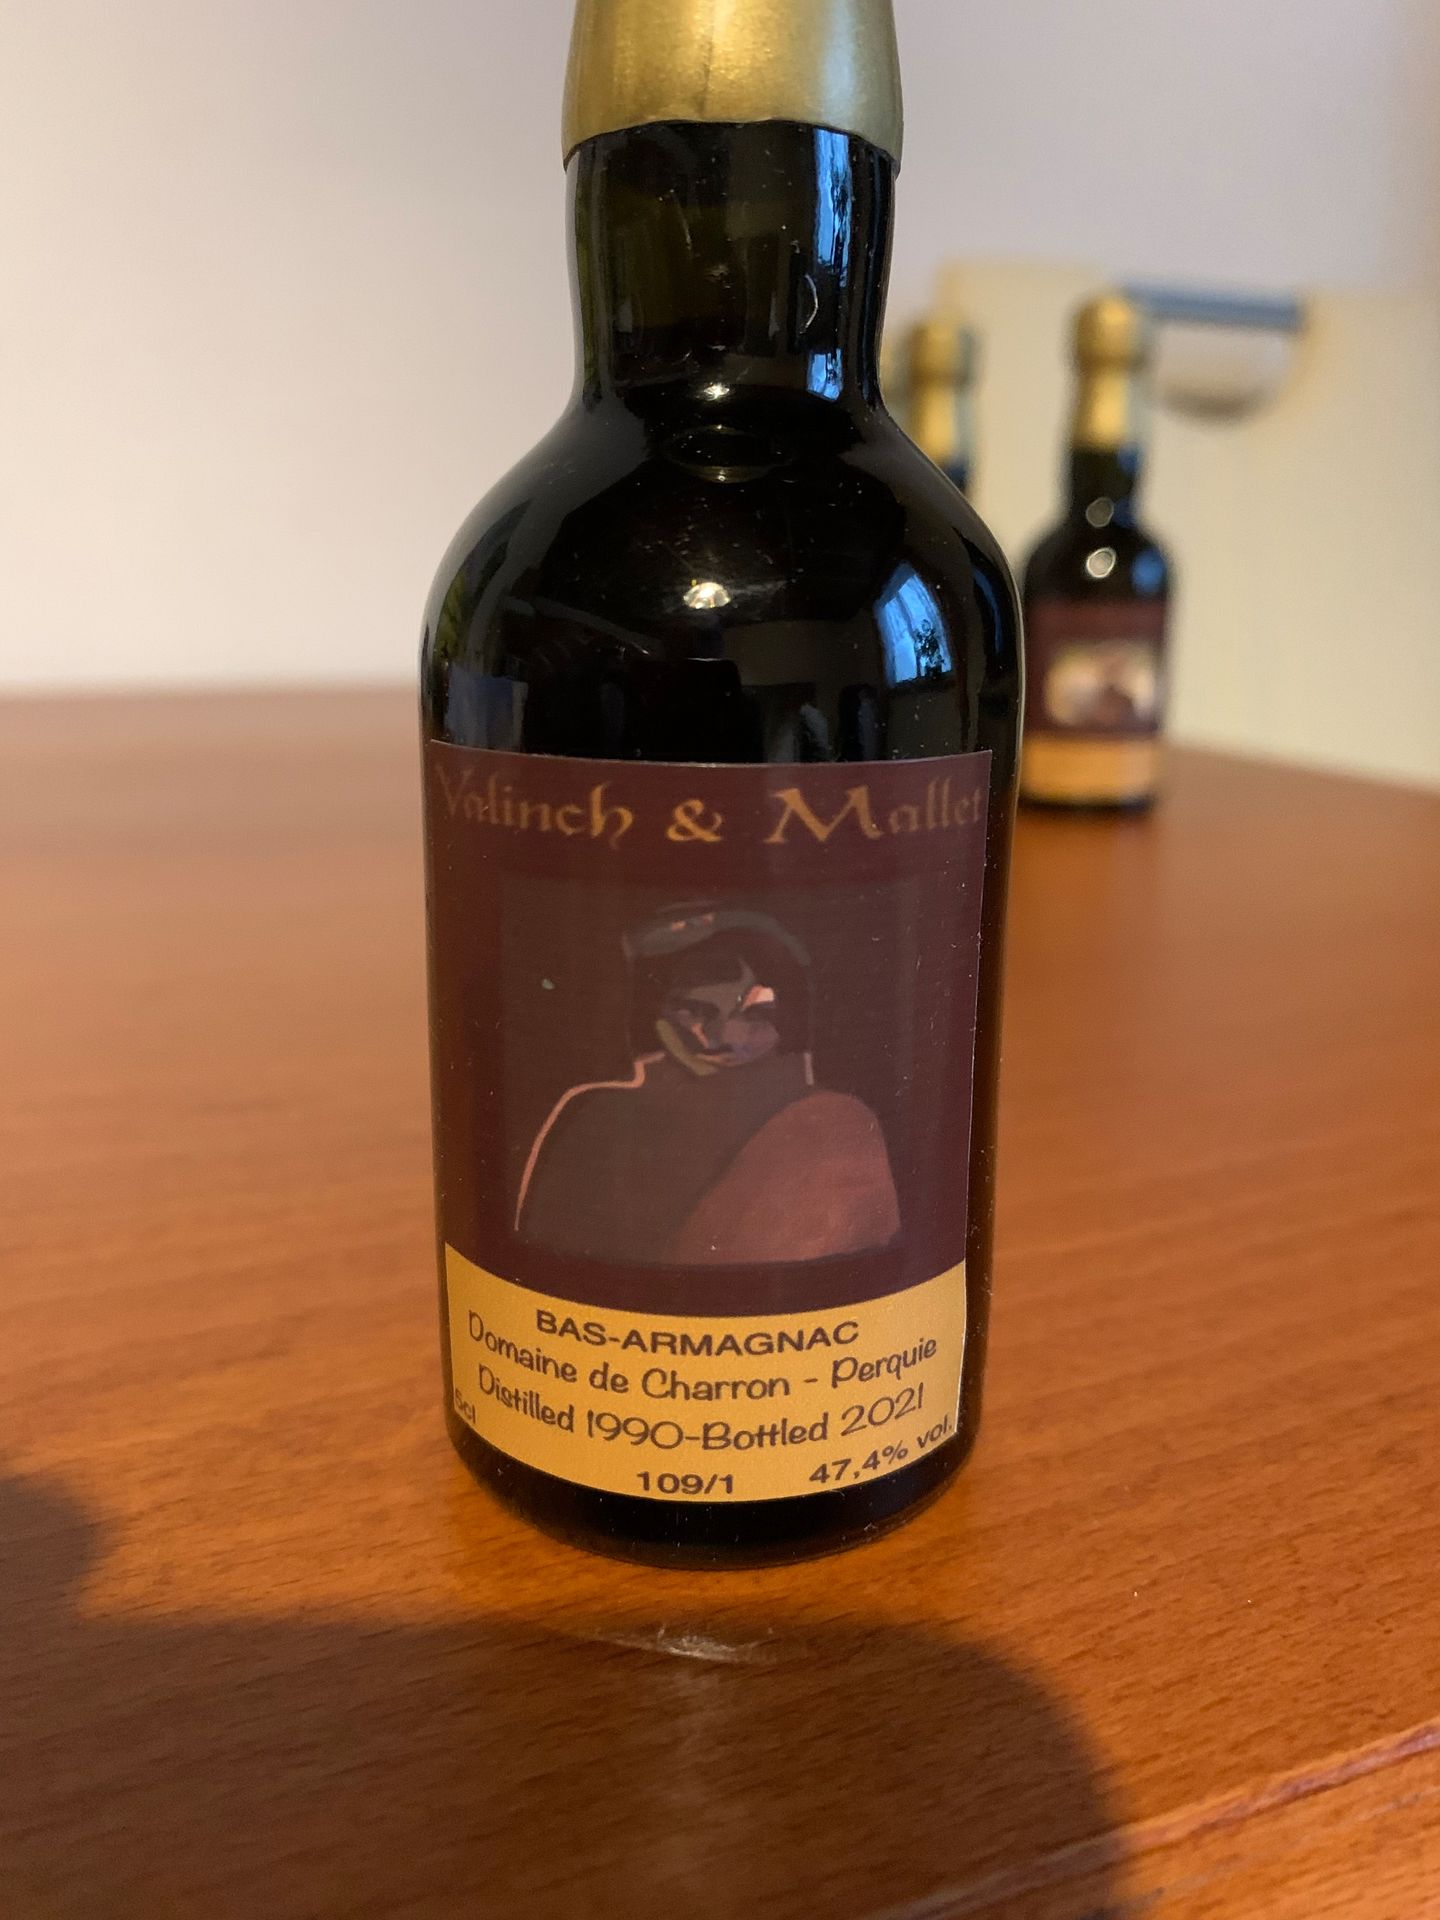 Valinch & Mallet
BAS-ARMAGNAC
Domaine de Charron - Perquie
Distilled 1990-Bottled 2021
5cl
109/1
47,4% vol.